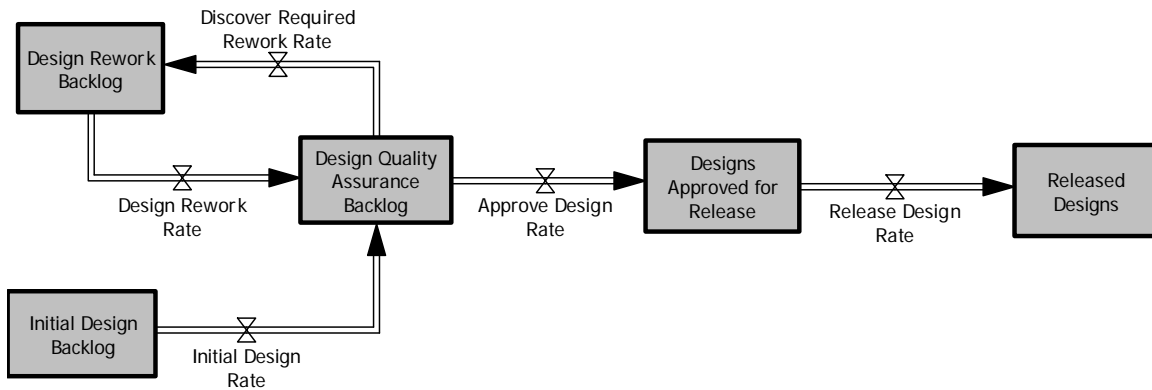 Discover Required
Rework Rate
Design Rework
Backlog
Design Quality
Assurance
Backlog
Designs
Approved for
Release
Released
Designs
Design Rework
Rate
Approve Design
Rate
Release Design
Rate
Initial Design
Backlog
Initial Design
Rate